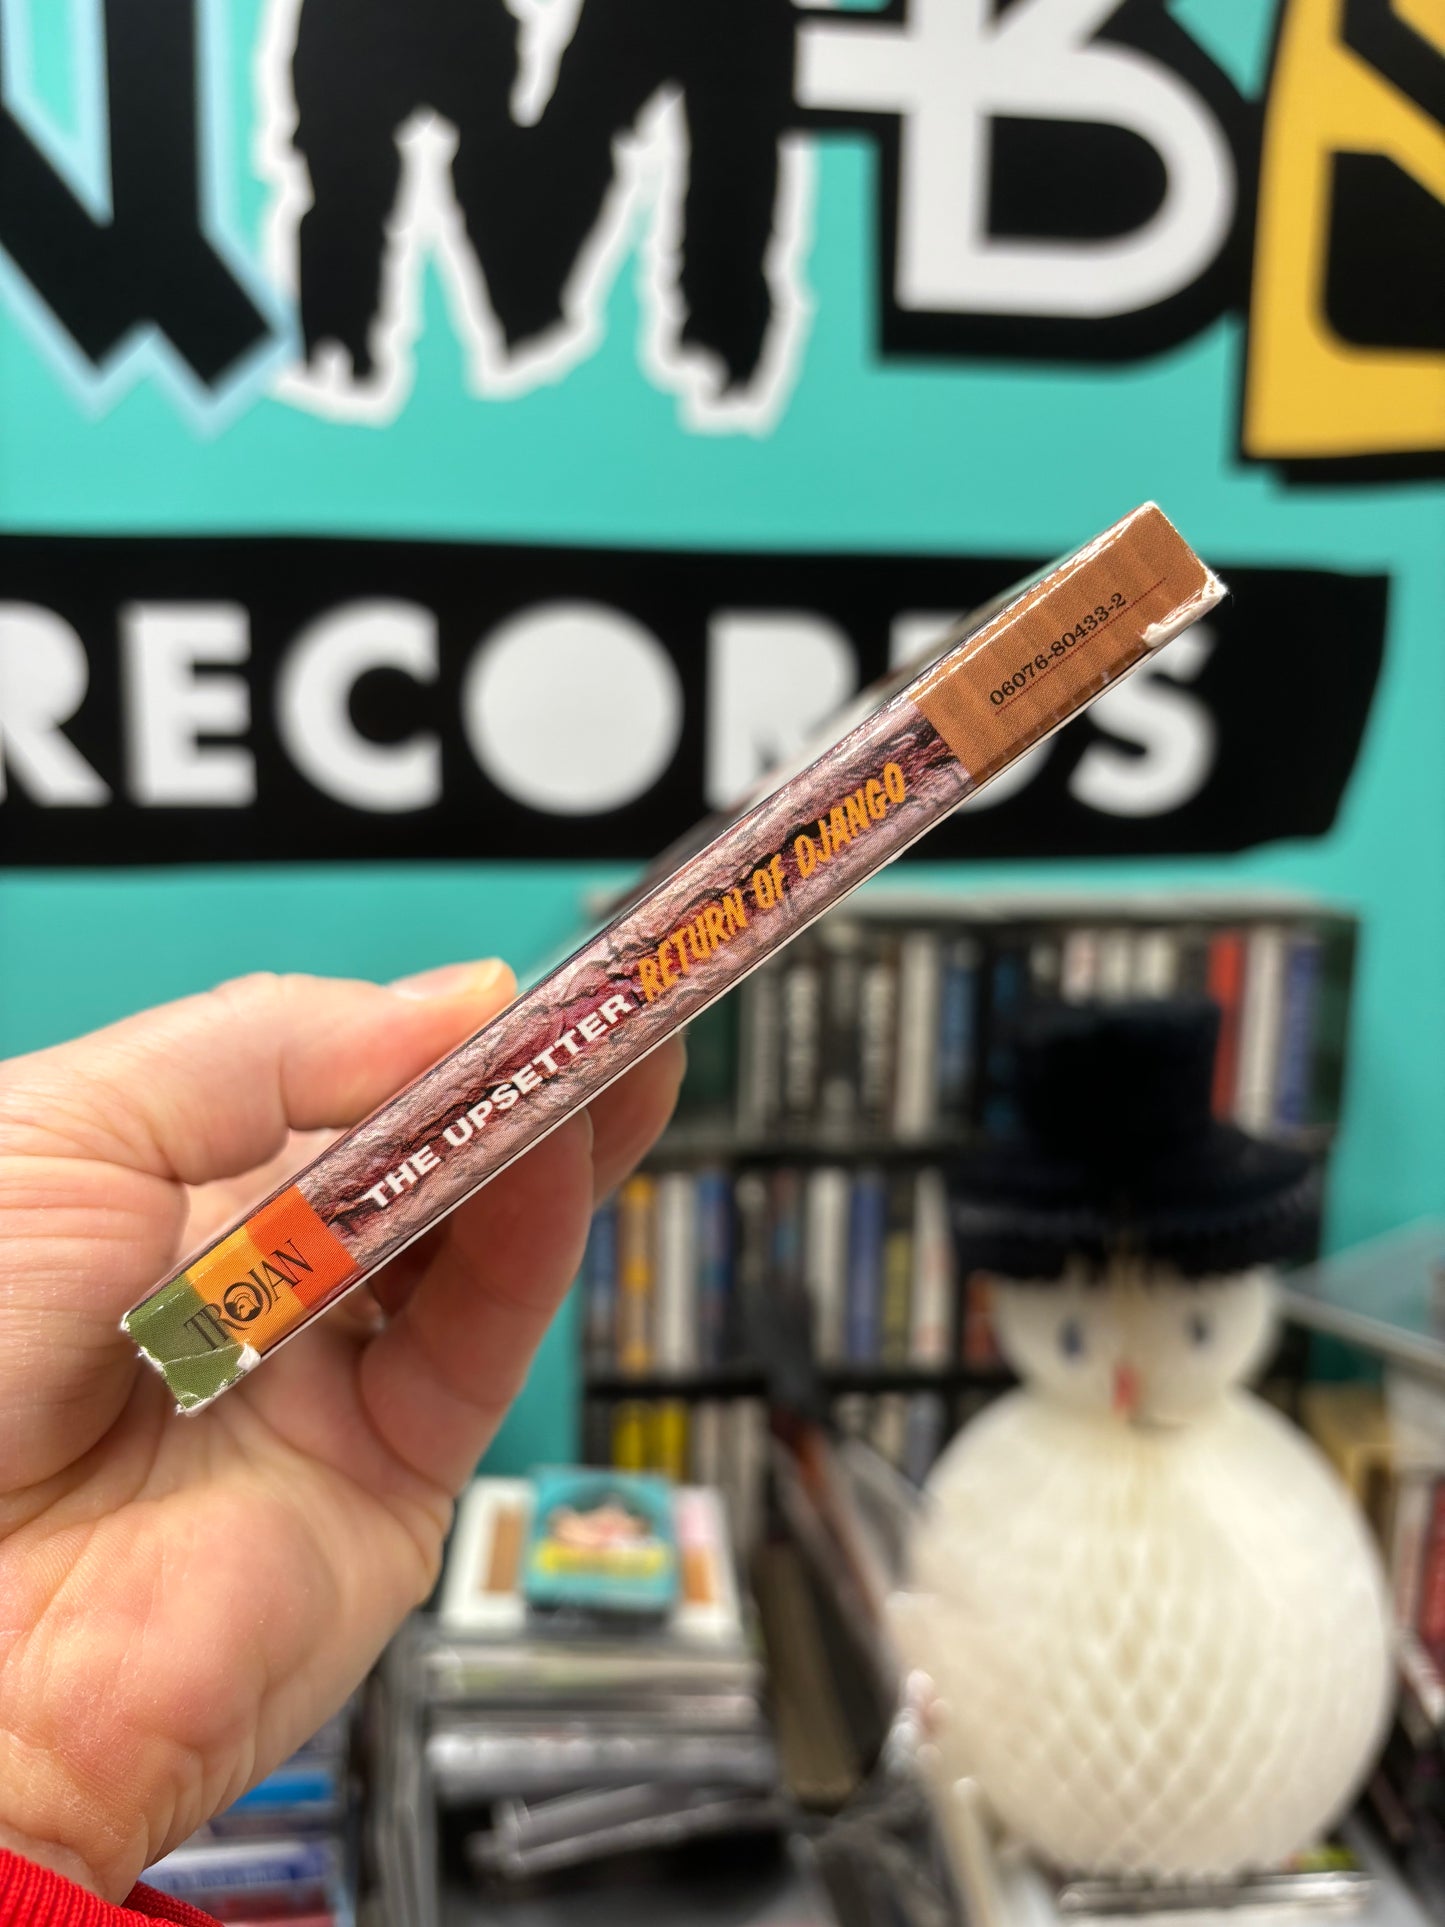 RECORDS
TROJAN THE UPSETTER RETURN OF DJANGO 06076-80433-2